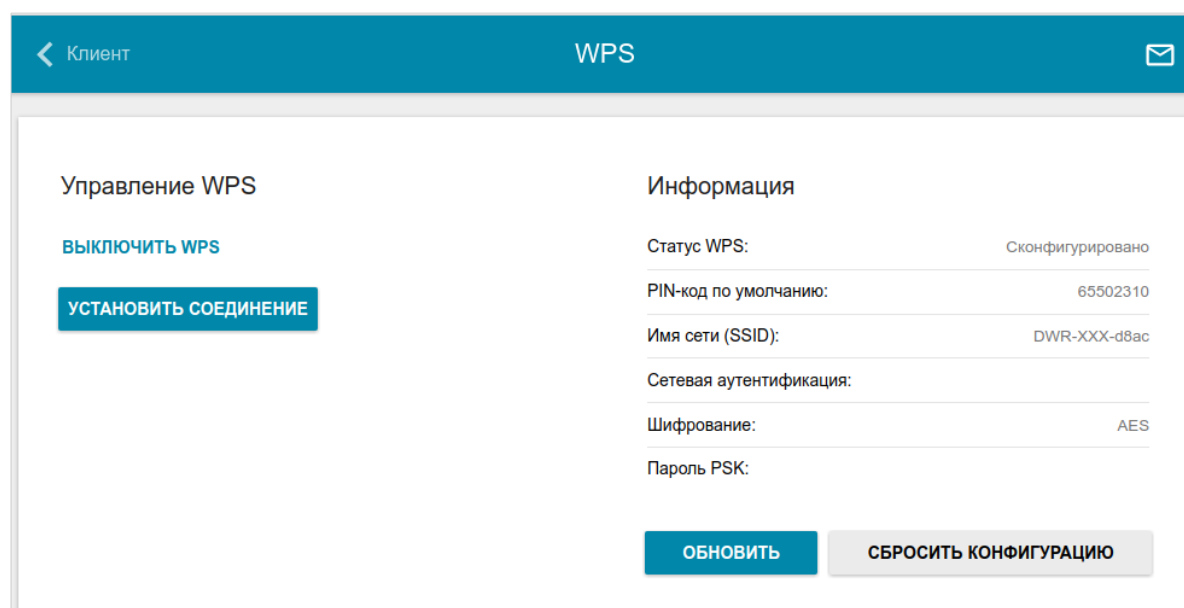 Клиент
WPS
Управление WPS
ВЫКЛЮЧИТЬ WPS
УСТАНОВИТЬ СОЕДИНЕНИЕ
Информация
Статус WPS: Сконфигурировано
PIN-код по умолчанию: 65502310
Имя сети (SSID): DWR-XXX-d8ac
Сетевая аутентификация:
Шифрование: AES
Пароль PSK:
ОБНОВИТЬ СБРОСИТЬ КОНФИГУРАЦИЮ